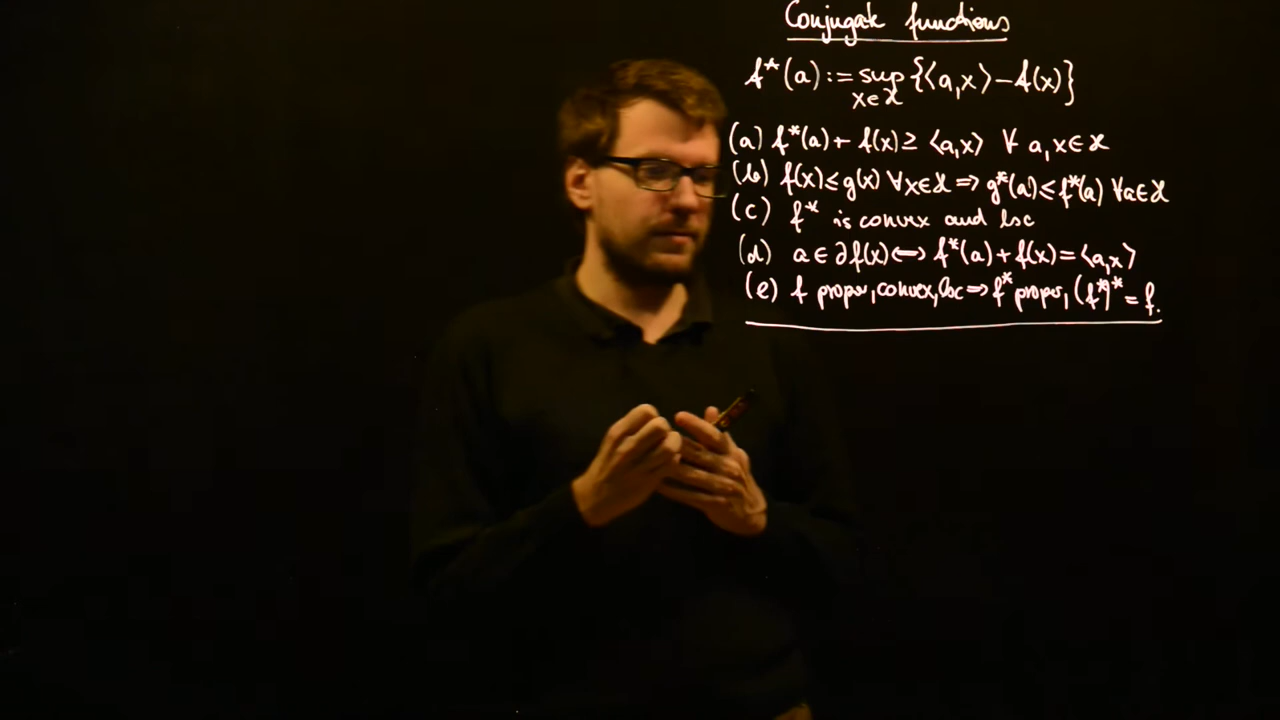 Conjugate functions
f*(a) := sup {⟨a,x⟩ − f(x)}
x∈𝒳
(a) f*(a) + f(x) ≥ ⟨a,x⟩ ∀ a,x ∈ 𝒳
(b) f(x) ≤ g(x) ∀x∈𝒳 ⟹ g*(a) ≤ f*(a) ∀a∈𝒳
(c) f* is convex and lsc
(d) a ∈ ∂f(x) ⟺ f*(a) + f(x) = ⟨a,x⟩
(e) f proper, convex, lsc ⟹ f* proper, (f*)* = f.